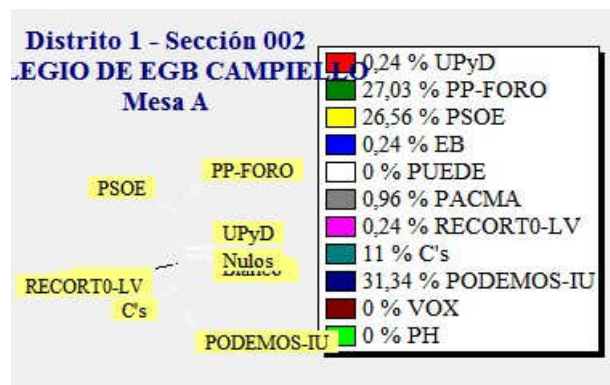 Distrito 1 - Sección 002
LEGIO DE EGB CAMPIELLO
Mesa A
0,24 % UPyD
27,03 % PP-FORO
26,56 % PSOE
0,24 % EB
0 % PUEDE
0,96 % PACMA
0,24 % RECORT0-LV
11 % C's
31,34 % PODEMOS-IU
0 % VOX
0 % PH
PP-FORO
PSOE
UPyD
Nulos
Blanco
RECORT0-LV
C's
PODEMOS-IU